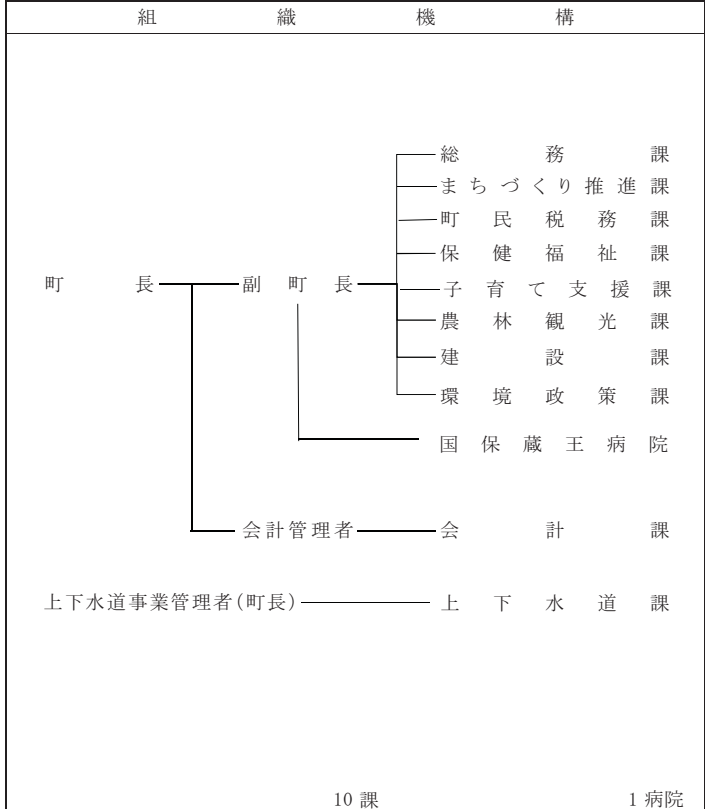 組織機構
総務課
まちづくり推進課
町民税務課
保健福祉課
町長 副町長 子育て支援課
農林観光課
建設課
環境政策課
国保蔵王病院
会計管理者 会計課
上下水道事業管理者(町長) 上下水道課
10課 1病院